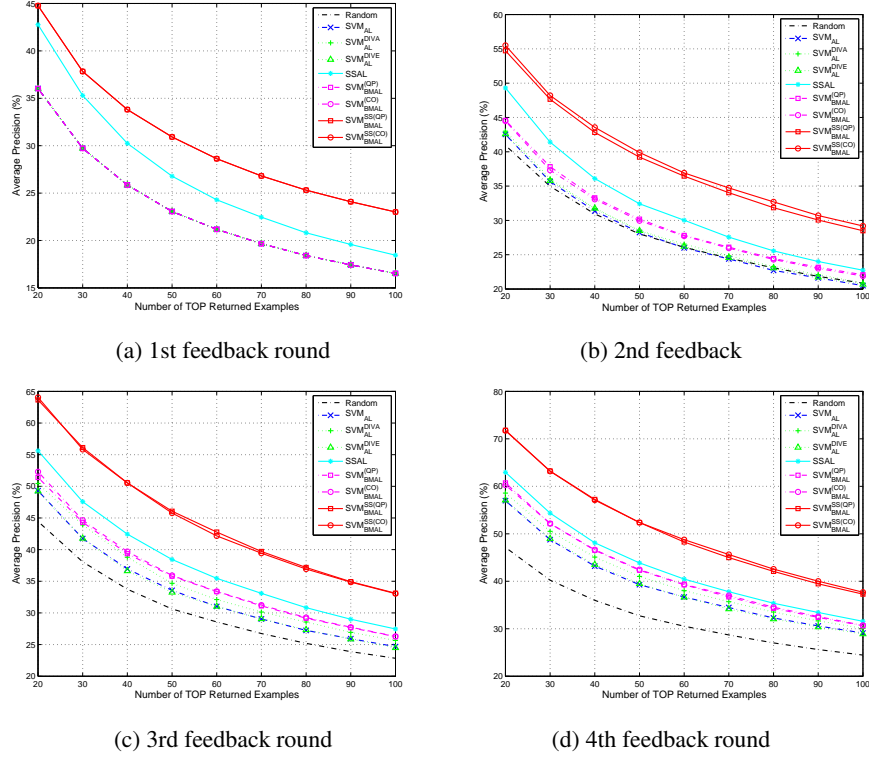 45
40
35
30
25
20
15
20 30 40 50 60 70 80 90 100
Average Precision (%)
Number of TOP Returned Examples
Random
SVM_AL
SVM_AL^DIVA
SVM_AL^DIVE
SSAL
SVM_BMAL^(QP)
SVM_BMAL^(CO)
SVM_BMAL^SS(QP)
SVM_BMAL^SS(CO)
(a) 1st feedback round
60
55
50
45
40
35
30
25
20
20 30 40 50 60 70 80 90 100
Average Precision (%)
Number of TOP Returned Examples
Random
SVM_AL
SVM_AL^DIVA
SVM_AL^DIVE
SSAL
SVM_BMAL^(QP)
SVM_BMAL^(CO)
SVM_BMAL^SS(QP)
SVM_BMAL^SS(CO)
(b) 2nd feedback
65
60
55
50
45
40
35
30
25
20
20 30 40 50 60 70 80 90 100
Average Precision (%)
Number of TOP Returned Examples
Random
SVM_AL
SVM_AL^DIVA
SVM_AL^DIVE
SSAL
SVM_BMAL^(QP)
SVM_BMAL^(CO)
SVM_BMAL^SS(QP)
SVM_BMAL^SS(CO)
(c) 3rd feedback round
80
70
60
50
40
30
20
20 30 40 50 60 70 80 90 100
Average Precision (%)
Number of TOP Returned Examples
Random
SVM_AL
SVM_AL^DIVA
SVM_AL^DIVE
SSAL
SVM_BMAL^(QP)
SVM_BMAL^(CO)
SVM_BMAL^SS(QP)
SVM_BMAL^SS(CO)
(d) 4th feedback round